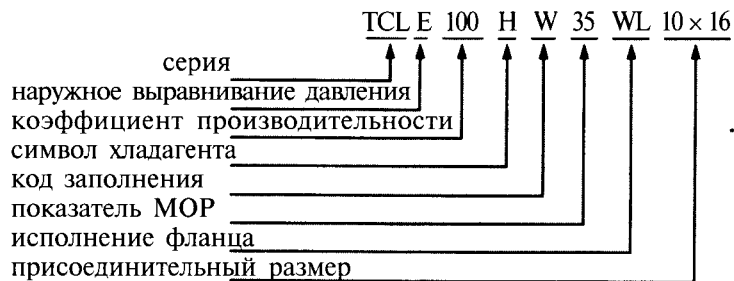 TCL E 100 H W 35 WL 10 × 16
серия
наружное выравнивание давления
коэффициент производительности
символ хладагента
код заполнения
показатель МОР
исполнение фланца
присоединительный размер